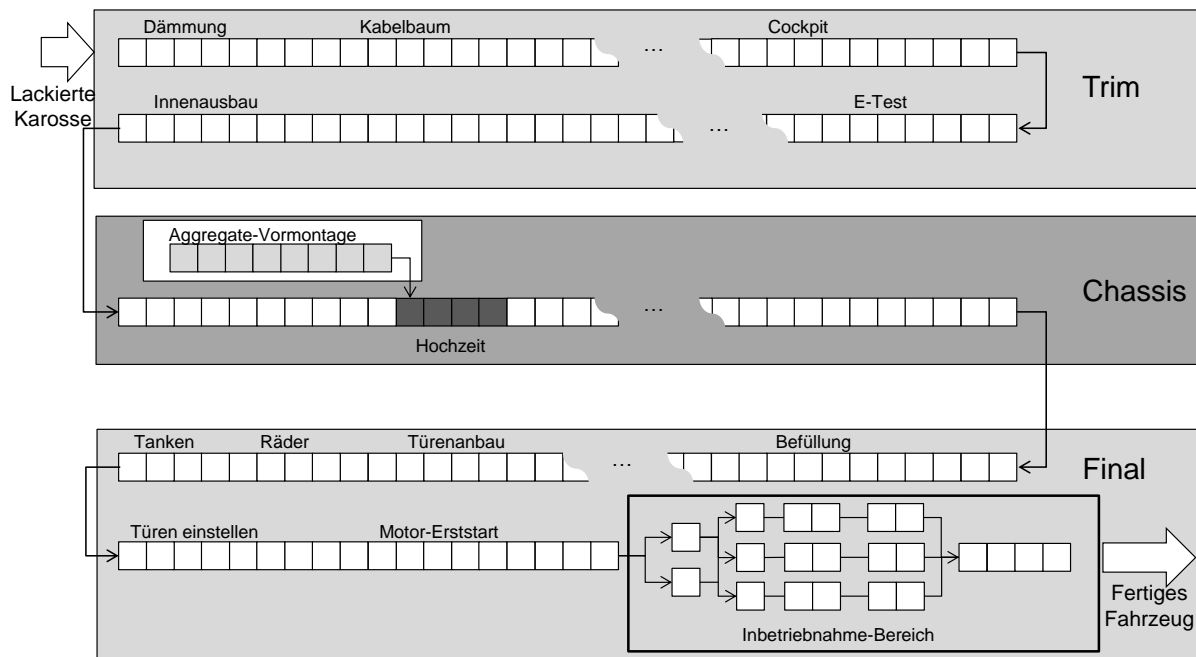 Dämmung
Kabelbaum
…
Cockpit
Trim
Lackierte
Karosse
Innenausbau
…
E-Test
Aggregate-Vormontage
Chassis
…
Hochzeit
Tanken
Räder
Türenanbau
…
Befüllung
Final
Türen einstellen
Motor-Erststart
Inbetriebnahme-Bereich
Fertiges
Fahrzeug